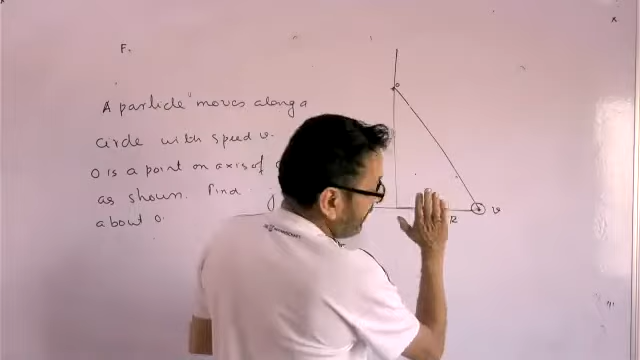 F.
A particle moves along a
circle with speed v.
O is a point on axis of
as shown. Find
about O.
O
R
v